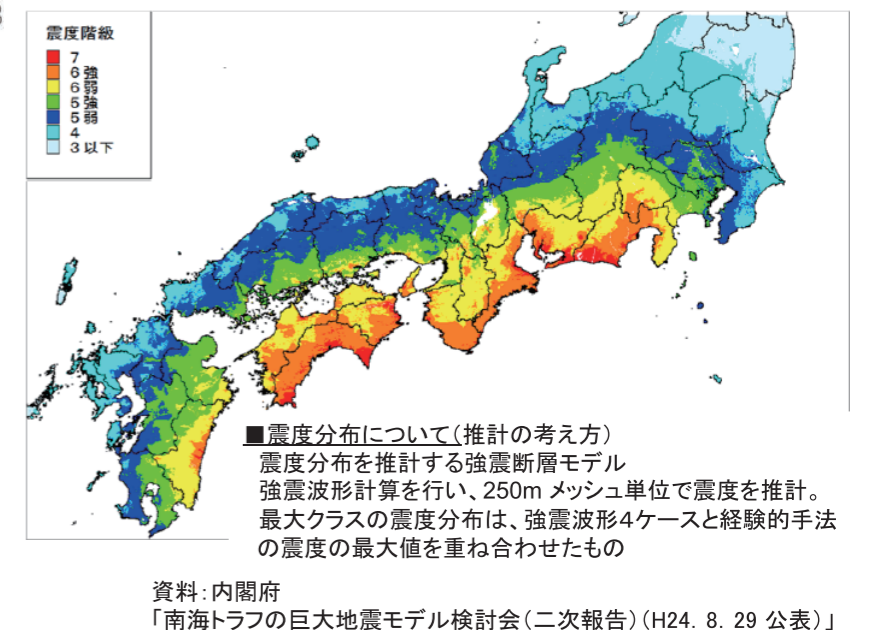 震度階級
7
6強
6弱
5強
5弱
4
3以下
■震度分布について(推計の考え方)
震度分布を推計する強震断層モデル
強震波形計算を行い、250m メッシュ単位で震度を推計。
最大クラスの震度分布は、強震波形4ケースと経験的手法
の震度の最大値を重ね合わせたもの
資料:内閣府
「南海トラフの巨大地震モデル検討会(二次報告)(H24. 8. 29 公表)」